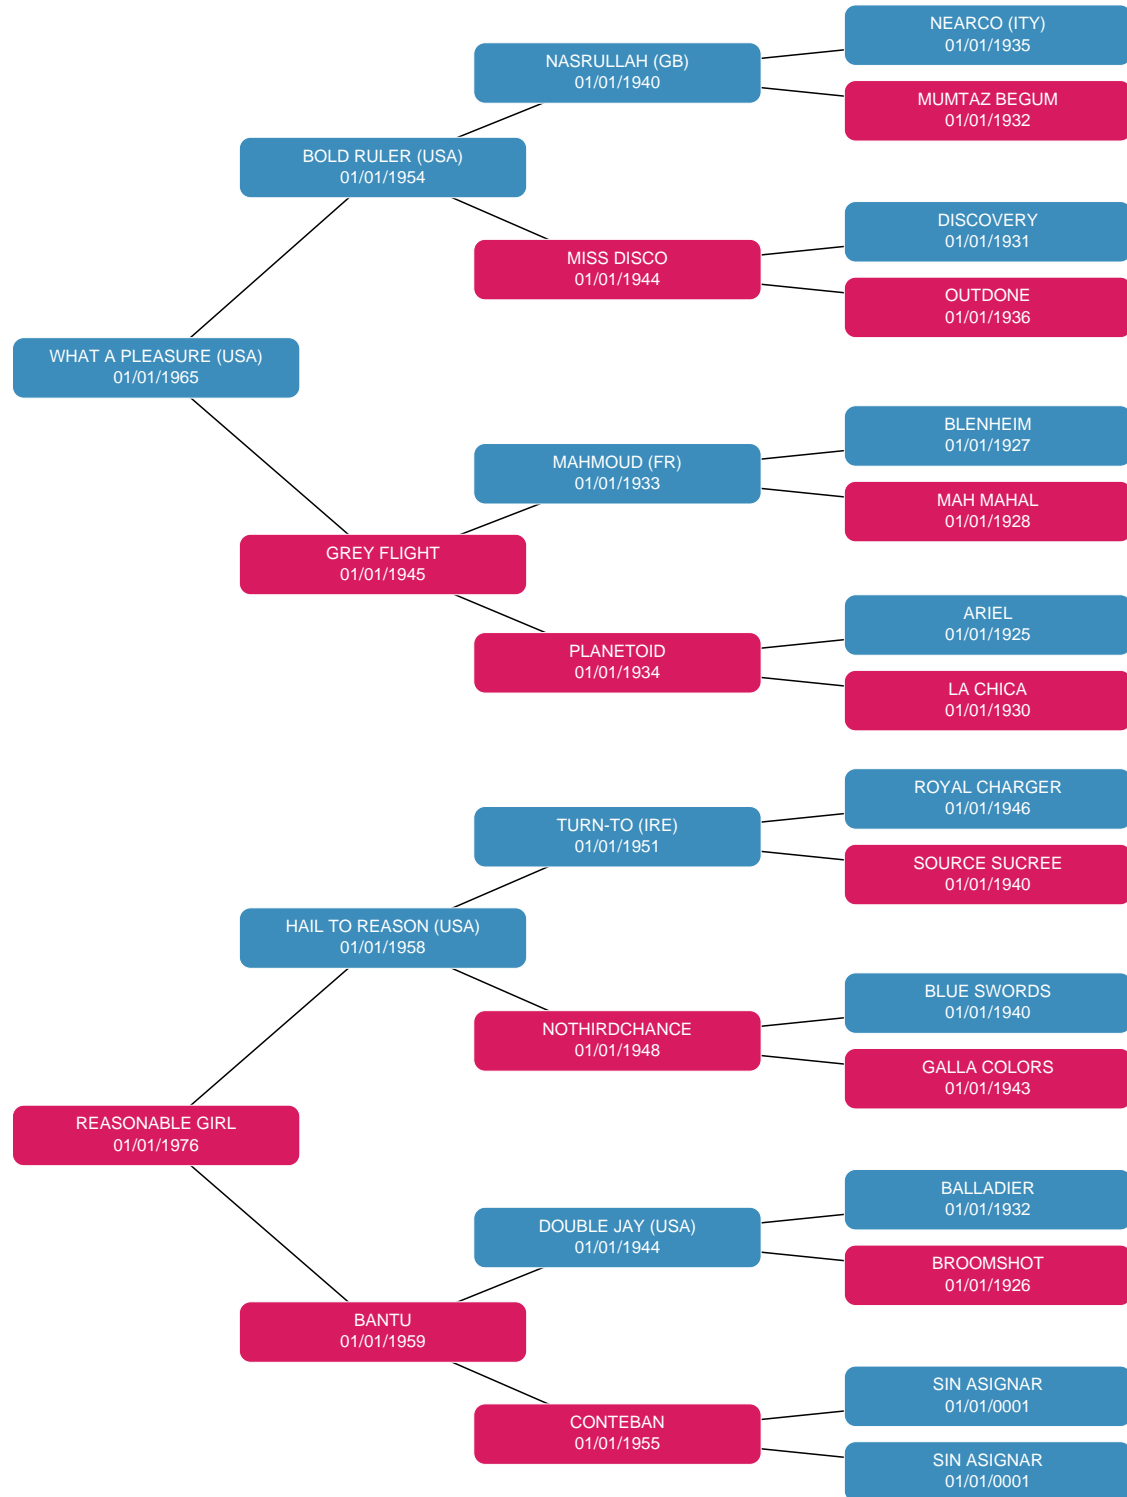 NEARCO (ITY)
01/01/1935
NASRULLAH (GB)
01/01/1940
MUMTAZ BEGUM
01/01/1932
BOLD RULER (USA)
01/01/1954
DISCOVERY
01/01/1931
MISS DISCO
01/01/1944
OUTDONE
01/01/1936
WHAT A PLEASURE (USA)
01/01/1965
BLENHEIM
01/01/1927
MAHMOUD (FR)
01/01/1933
MAH MAHAL
01/01/1928
GREY FLIGHT
01/01/1945
ARIEL
01/01/1925
PLANETOID
01/01/1934
LA CHICA
01/01/1930
ROYAL CHARGER
01/01/1946
TURN-TO (IRE)
01/01/1951
SOURCE SUCREE
01/01/1940
HAIL TO REASON (USA)
01/01/1958
BLUE SWORDS
01/01/1940
NOTHIRDCHANCE
01/01/1948
GALLA COLORS
01/01/1943
REASONABLE GIRL
01/01/1976
BALLADIER
01/01/1932
DOUBLE JAY (USA)
01/01/1944
BROOMSHOT
01/01/1926
BANTU
01/01/1959
SIN ASIGNAR
01/01/0001
CONTEBAN
01/01/1955
SIN ASIGNAR
01/01/0001